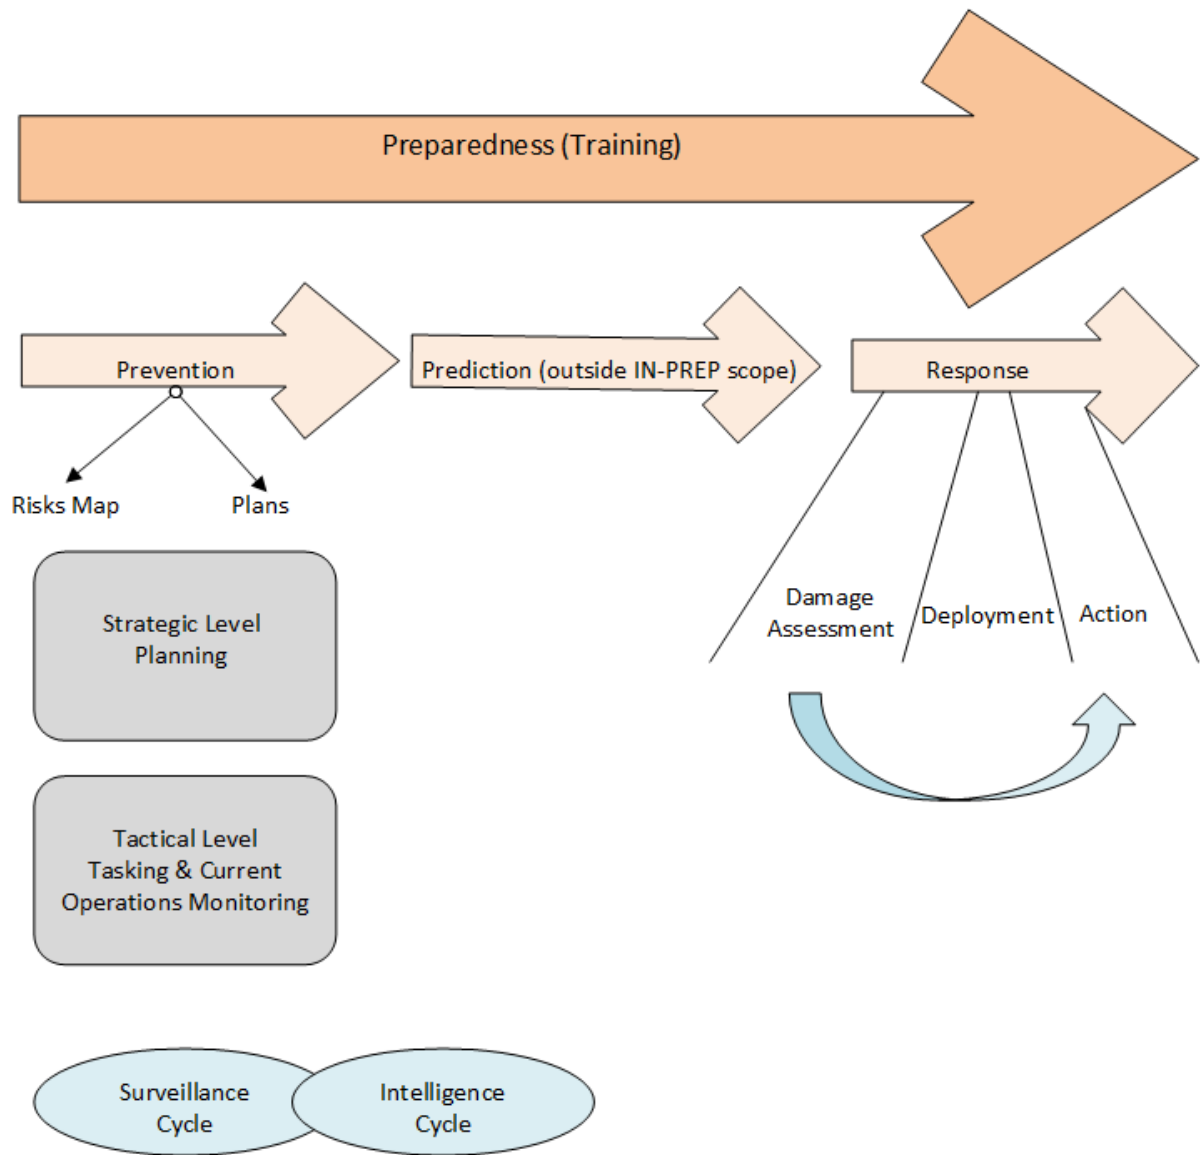 Preparedness (Training)
Prevention
Prediction (outside IN-PREP scope)
Response
Risks Map
Plans
Damage
Assessment
Deployment
Action
Strategic Level
Planning
Tactical Level
Tasking & Current
Operations Monitoring
Surveillance
Cycle
Intelligence
Cycle